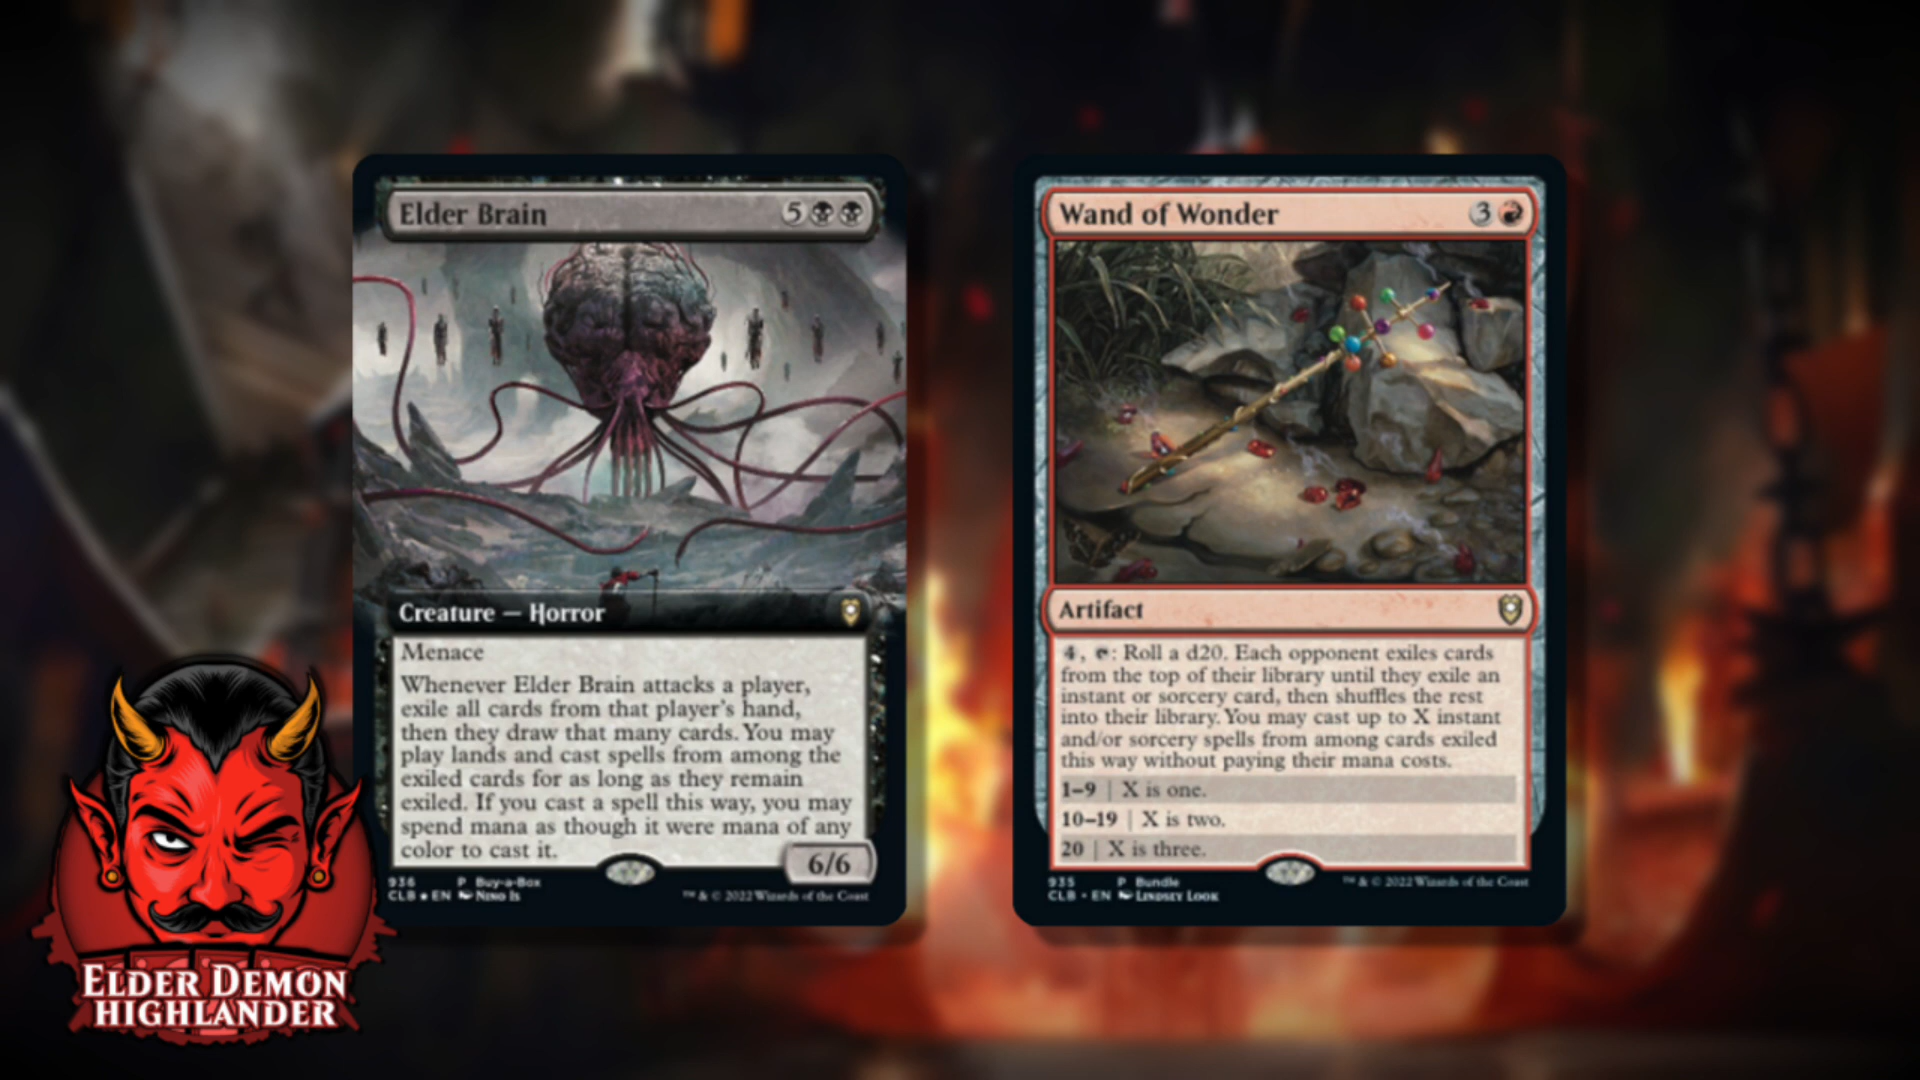 Elder Brain 5
Creature — Horror
Menace
Whenever Elder Brain attacks a player,
exile all cards from that player's hand,
then they draw that many cards. You may
play lands and cast spells from among the
exiled cards for as long as they remain
exiled. If you cast a spell this way, you may
spend mana as though it were mana of any
color to cast it.
6/6
936 P Buy-a-Box
CLB ★ EN Nino Is
™ & © 2022 Wizards of the Coast
Wand of Wonder 3
Artifact
4, : Roll a d20. Each opponent exiles cards
from the top of their library until they exile an
instant or sorcery card, then shuffles the rest
into their library. You may cast up to X instant
and/or sorcery spells from among cards exiled
this way without paying their mana costs.
1–9 | X is one.
10–19 | X is two.
20 | X is three.
935 P Bundle
CLB • EN Lindsey Look
™ & © 2022 Wizards of the Coast
Elder Demon
Highlander